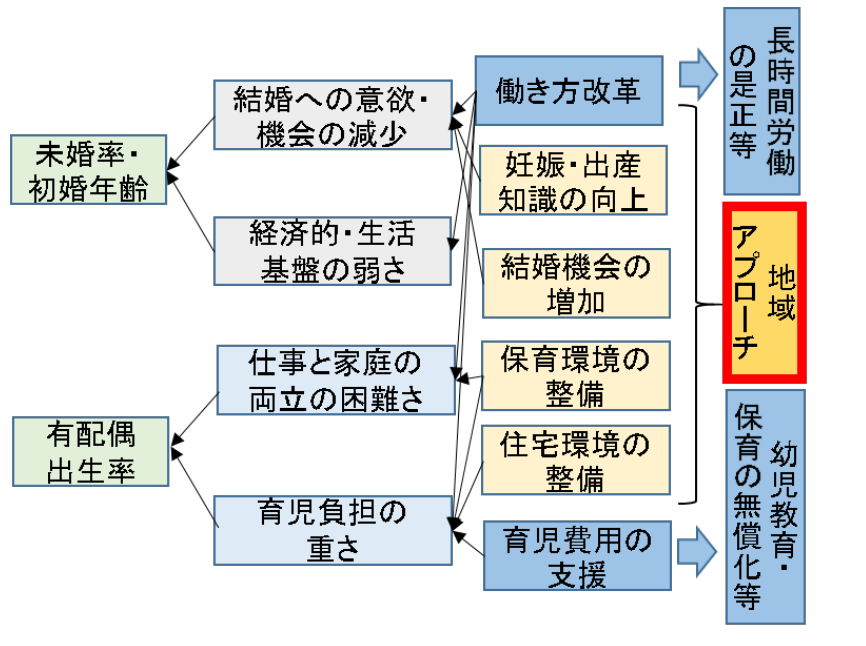 未婚率・
初婚年齢
有配偶
出生率
結婚への意欲・
機会の減少
経済的・生活
基盤の弱さ
仕事と家庭の
両立の困難さ
育児負担の
重さ
働き方改革
妊娠・出産
知識の向上
結婚機会の
増加
保育環境の
整備
住宅環境の
整備
育児費用の
支援
長時間労働
の是正等
地域
アプローチ
幼児教育・
保育の無償化等